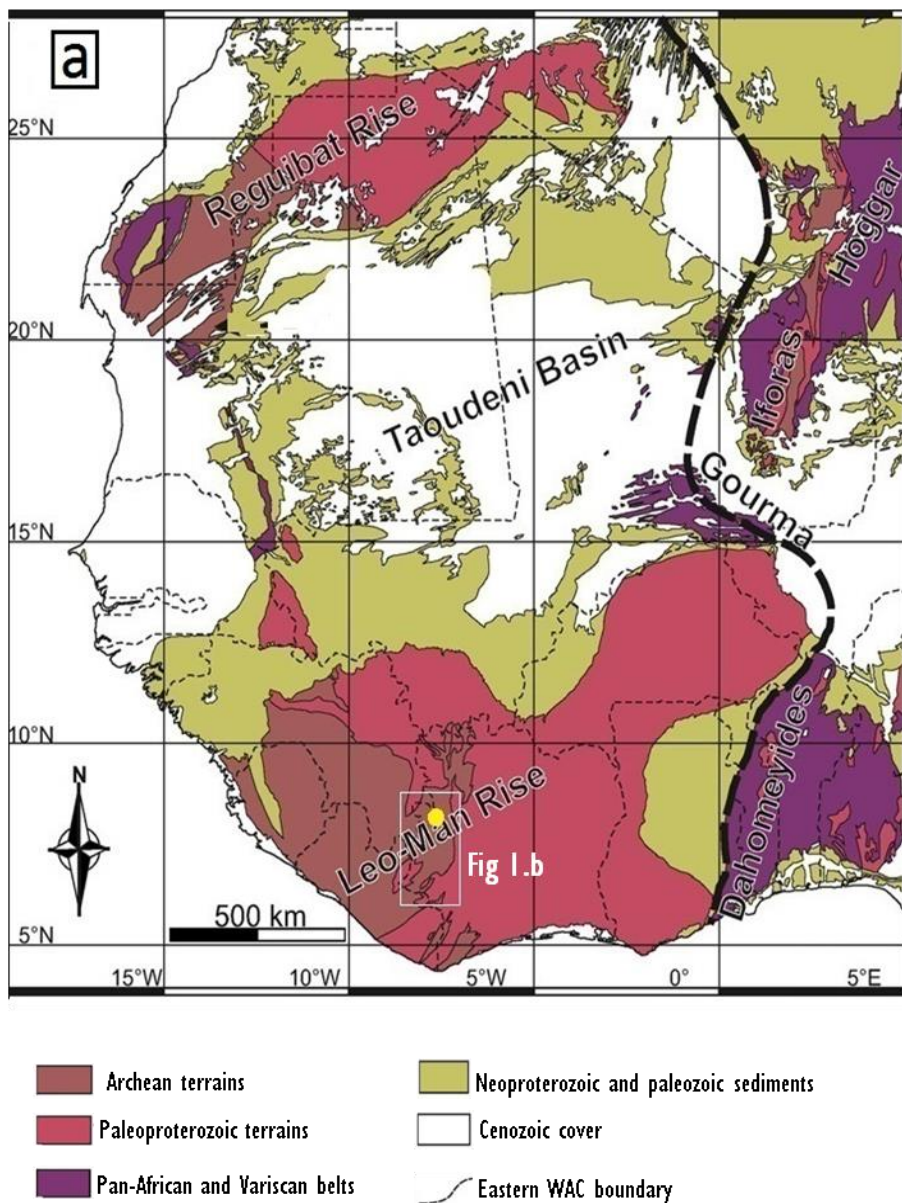 a
25°N
Reguibat Rise
Hoggar
20°N
Taoudeni Basin
Iforas
Gourma
15°N
10°N
N
Leo-Man Rise
Fig 1.b
Dahomeyides
500 km
5°N
15°W 10°W 5°W 0° 5°E
Archean terrains
Neoproterozoic and paleozoic sediments
Paleoproterozoic terrains
Cenozoic cover
Pan-African and Variscan belts
Eastern WAC boundary